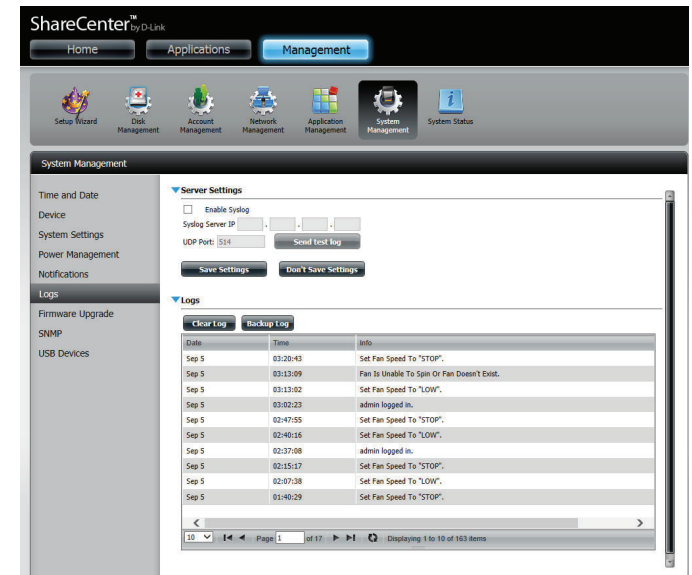 ShareCenter™ by D-Link
Home Applications Management
Setup Wizard Disk Management Account Management Network Management Application Management System Management System Status
System Management
Time and Date
Device
System Settings
Power Management
Notifications
Logs
Firmware Upgrade
SNMP
USB Devices
Server Settings
Enable Syslog
Syslog Server IP . . .
UDP Port: 514 Send test log
Save Settings Don't Save Settings
Logs
Clear Log Backup Log
Date Time Info
Sep 5 03:20:43 Set Fan Speed To "STOP".
Sep 5 03:13:09 Fan Is Unable To Spin Or Fan Doesn't Exist.
Sep 5 03:13:02 Set Fan Speed To "LOW".
Sep 5 03:02:23 admin logged in.
Sep 5 02:47:55 Set Fan Speed To "STOP".
Sep 5 02:40:16 Set Fan Speed To "LOW".
Sep 5 02:37:08 admin logged in.
Sep 5 02:15:17 Set Fan Speed To "STOP".
Sep 5 02:07:38 Set Fan Speed To "LOW".
Sep 5 01:40:29 Set Fan Speed To "STOP".
10 Page 1 of 17 Displaying 1 to 10 of 163 items